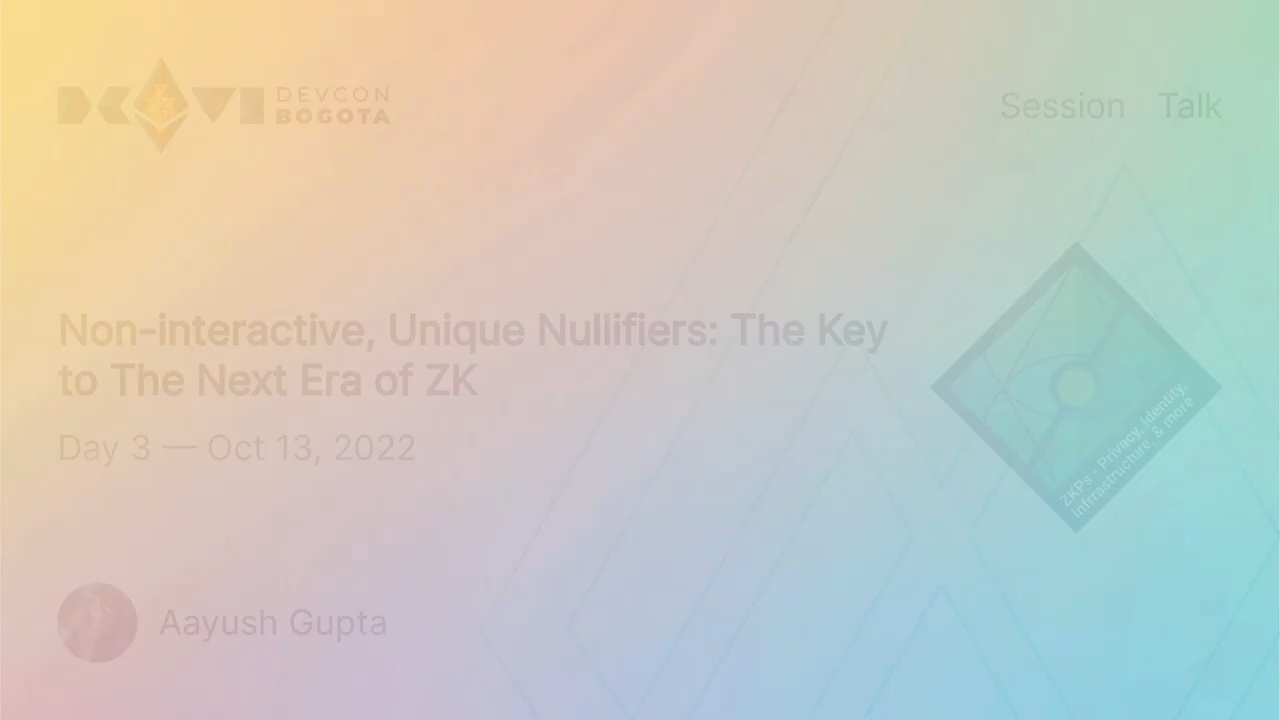 DEVCON
BOGOTA
Session Talk
Non-interactive, Unique Nullifiers: The Key
to The Next Era of ZK
Day 3 — Oct 13, 2022
ZKPs - Privacy, Identity,
Infrrastructure, & more
Aayush Gupta